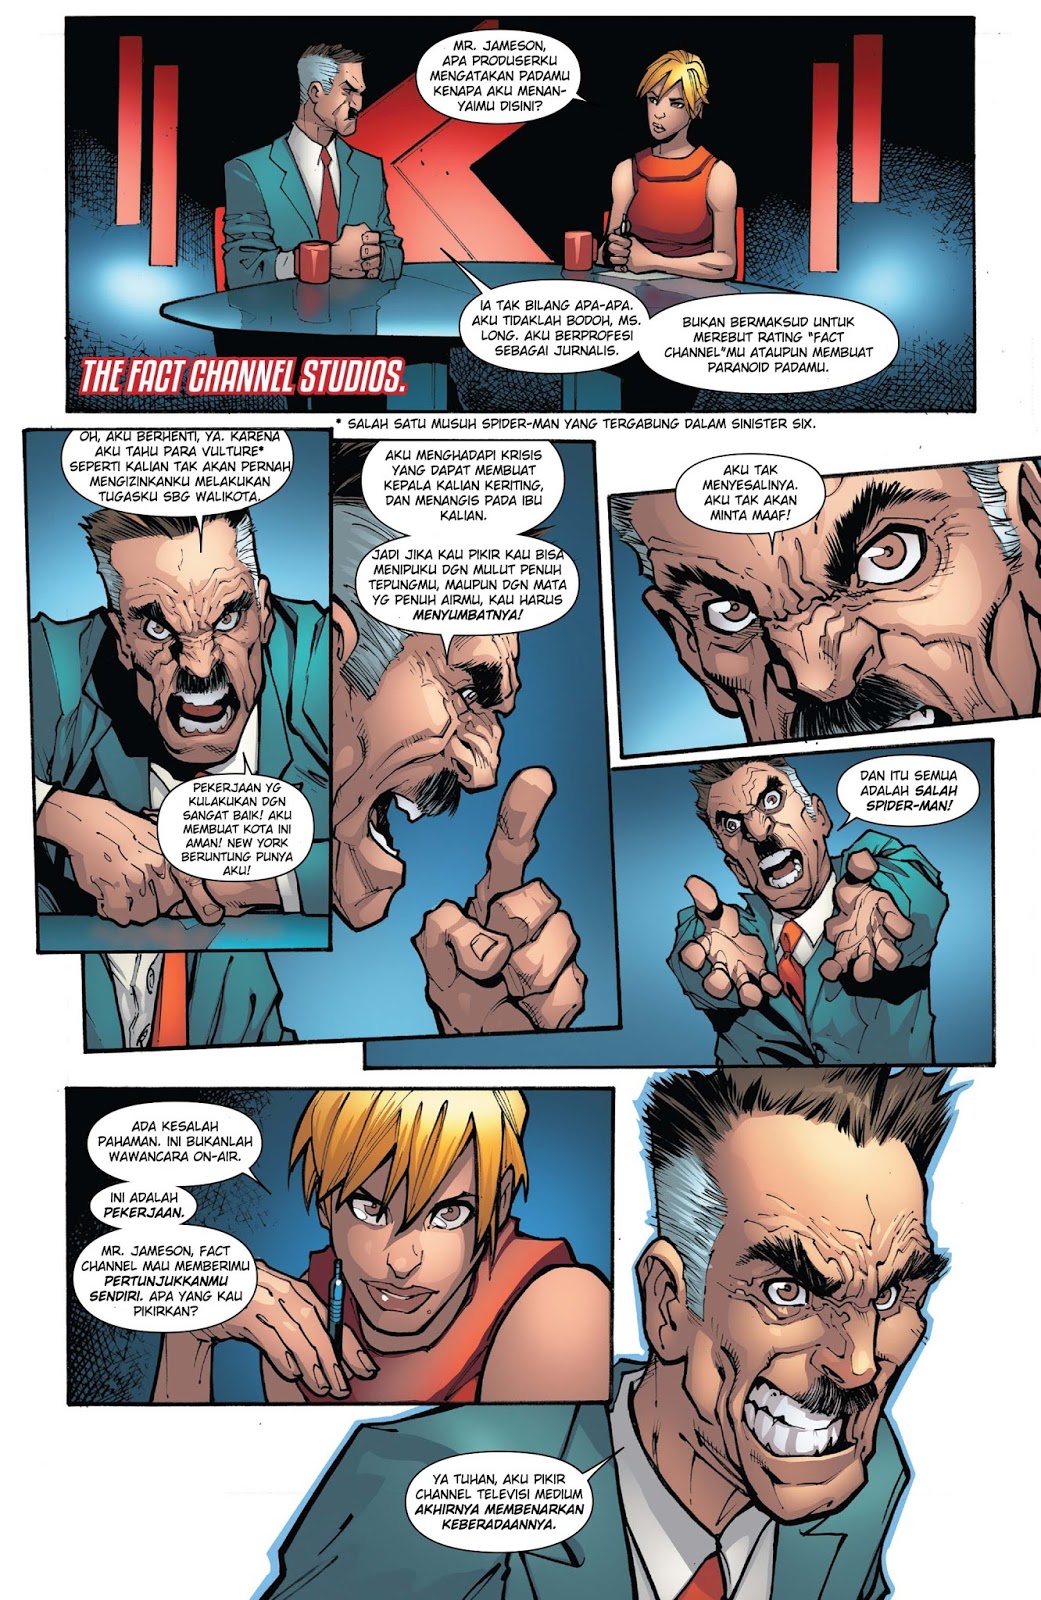 MR. JAMESON,
APA PRODUSERKU
MENGATAKAN PADAMU
KENAPA AKU MENAN-
YAIMU DISINI?
IA TAK BILANG APA-APA.
AKU TIDAKLAH BODOH, MS.
LONG. AKU BERPROFESI
SEBAGAI JURNALIS.
BUKAN BERMAKSUD UNTUK
MEREBUT RATING "FACT
CHANNEL"MU ATAUPUN MEMBUAT
PARANOID PADAMU.
THE FACT CHANNEL STUDIOS.
* SALAH SATU MUSUH SPIDER-MAN YANG TERGABUNG DALAM SINISTER SIX.
OH, AKU BERHENTI, YA. KARENA
AKU TAHU PARA VULTURE*
SEPERTI KALIAN TAK AKAN PERNAH
MENGIZINKANKU MELAKUKAN
TUGASKU SBG WALIKOTA.
PEKERJAAN YG
KULAKUKAN DGN
SANGAT BAIK! AKU
MEMBUAT KOTA INI
AMAN! NEW YORK
BERUNTUNG PUNYA
AKU!
AKU MENGHADAPI KRISIS
YANG DAPAT MEMBUAT
KEPALA KALIAN KERITING,
DAN MENANGIS PADA IBU
KALIAN.
JADI JIKA KAU PIKIR KAU BISA
MENIPUKU DGN MULUT PENUH
TEPUNGMU, MAUPUN DGN MATA
YG PENUH AIRMU, KAU HARUS
MENYUMBATNYA!
AKU TAK
MENYESALINYA.
AKU TAK AKAN
MINTA MAAF!
DAN ITU SEMUA
ADALAH SALAH
SPIDER-MAN!
ADA KESALAH
PAHAMAN. INI BUKANLAH
WAWANCARA ON-AIR.
INI ADALAH
PEKERJAAN.
MR. JAMESON, FACT
CHANNEL MAU MEMBERIMU
PERTUNJUKKANMU
SENDIRI. APA YANG KAU
PIKIRKAN?
YA TUHAN, AKU PIKIR
CHANNEL TELEVISI MEDIUM
AKHIRNYA MEMBENARKAN
KEBERADAANNYA.